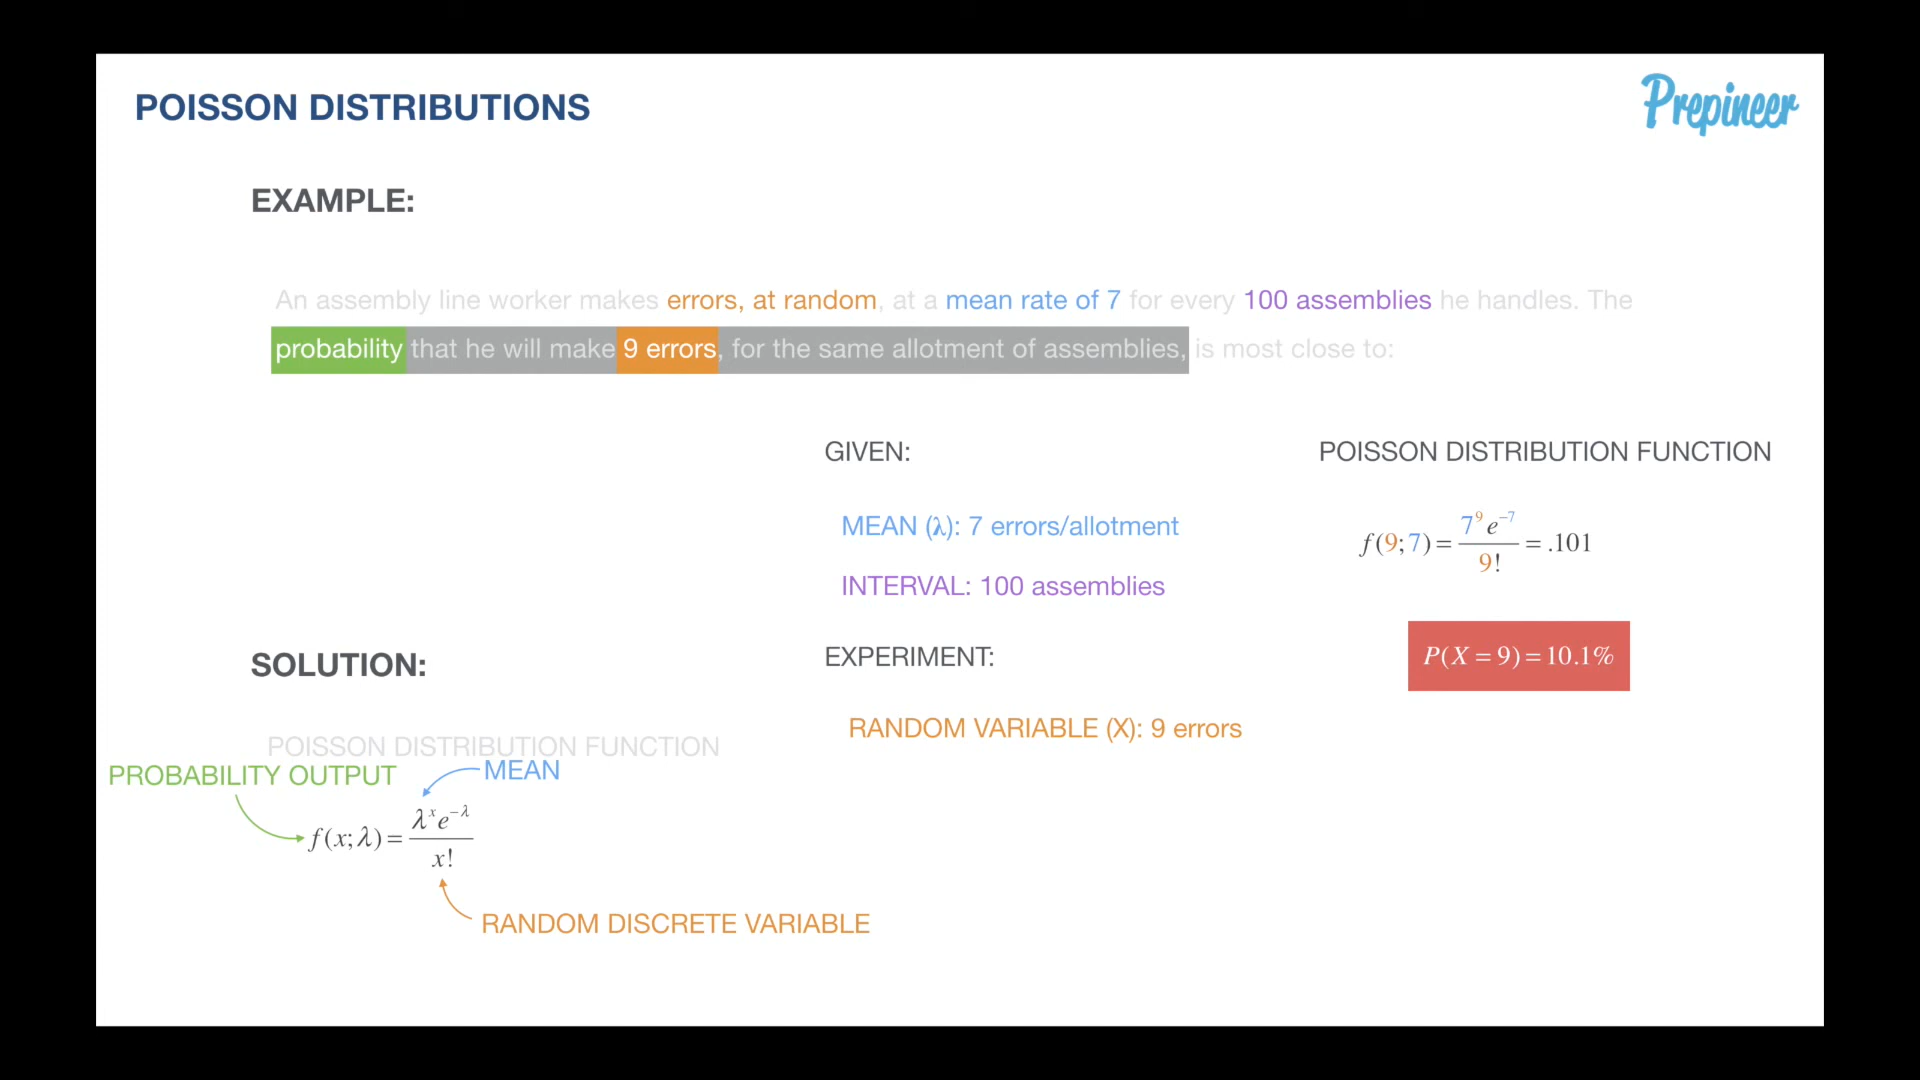 POISSON DISTRIBUTIONS
Prepineer
EXAMPLE:
An assembly line worker makes errors, at random, at a mean rate of 7 for every 100 assemblies he handles. The
probability that he will make 9 errors, for the same allotment of assemblies, is most close to:
GIVEN:
MEAN (λ): 7 errors/allotment
INTERVAL: 100 assemblies
EXPERIMENT:
RANDOM VARIABLE (X): 9 errors
POISSON DISTRIBUTION FUNCTION
f(9;7) = 7⁹e⁻⁷ / 9! = .101
P(X = 9) = 10.1%
SOLUTION:
POISSON DISTRIBUTION FUNCTION
PROBABILITY OUTPUT
MEAN
f(x;λ) = λˣe^−λ / x!
RANDOM DISCRETE VARIABLE